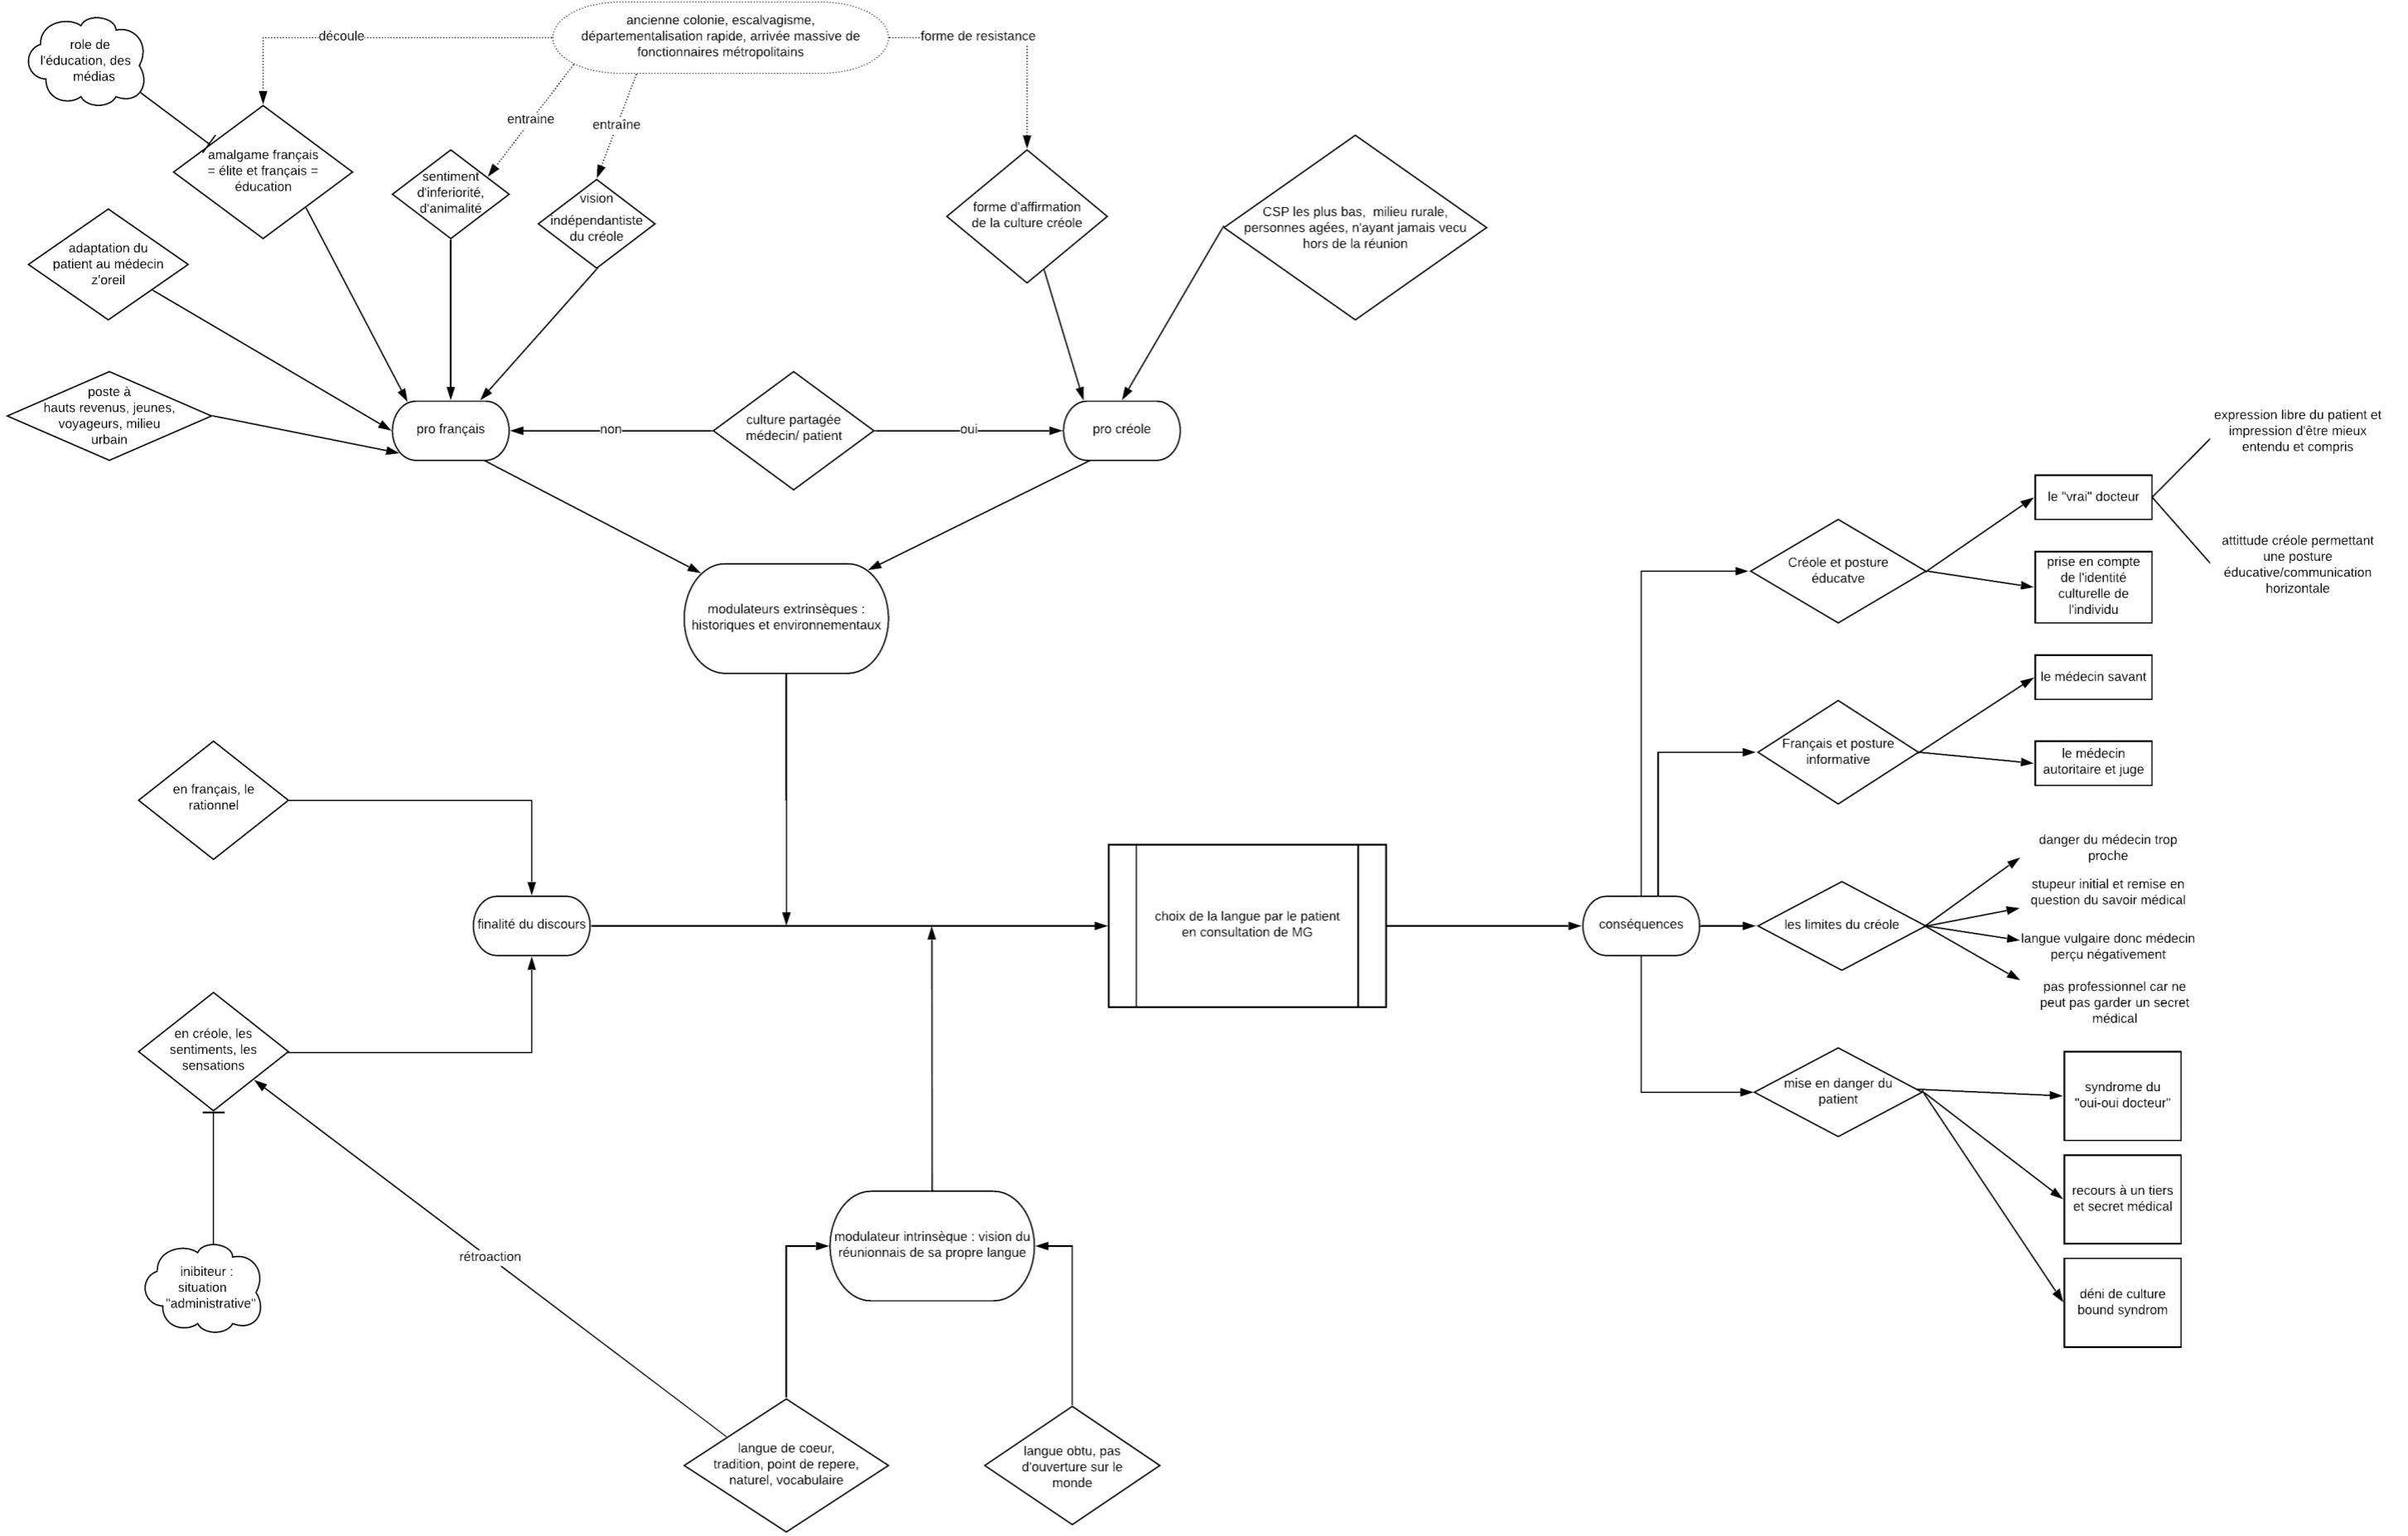 ancienne colonie, escalvagisme,
départementalisation rapide, arrivée massive de
fonctionnaires métropolitains
découle
forme de resistance
role de
l'éducation, des
médias
entraine
entraîne
amalgame français
= élite et français =
éducation
sentiment
d'inferiorité,
d'animalité
vision
indépendantiste
du créole
forme d'affirmation
de la culture créole
CSP les plus bas, milieu rurale,
personnes agées, n'ayant jamais vecu
hors de la réunion
adaptation du
patient au médecin
z'oreil
poste à
hauts revenus, jeunes,
voyageurs, milieu
urbain
pro français
non
culture partagée
médecin/ patient
oui
pro créole
modulateurs extrinsèques :
historiques et environnementaux
expression libre du patient et
impression d'être mieux
entendu et compris
le "vrai" docteur
attittude créole permettant
une posture
éducative/communication
horizontale
Créole et posture
éducatve
prise en compte
de l'identité
culturelle de
l'individu
le médecin savant
Français et posture
informative
le médecin
autoritaire et juge
en français, le
rationnel
finalité du discours
choix de la langue par le patient
en consultation de MG
conséquences
les limites du créole
danger du médecin trop
proche
stupeur initial et remise en
question du savoir médical
langue vulgaire donc médecin
perçu négativement
pas professionnel car ne
peut pas garder un secret
médical
en créole, les
sentiments, les
sensations
mise en danger du
patient
syndrome du
"oui-oui docteur"
recours à un tiers
et secret médical
déni de culture
bound syndrom
inibiteur :
situation
"administrative"
rétroaction
modulateur intrinsèque : vision du
réunionnais de sa propre langue
langue de coeur,
tradition, point de repere,
naturel, vocabulaire
langue obtu, pas
d'ouverture sur le
monde